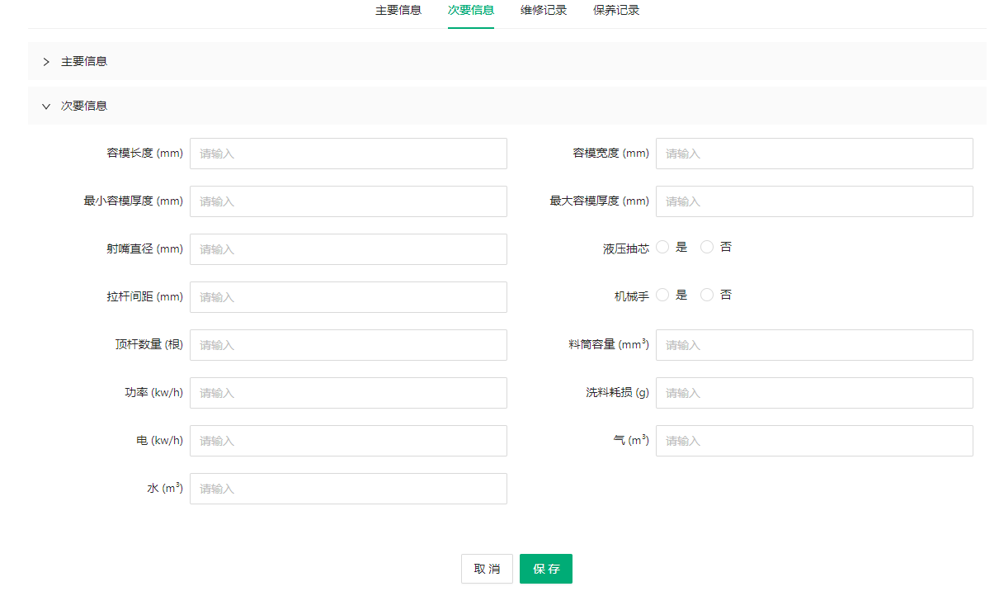 主要信息 次要信息 维修记录 保养记录
主要信息
次要信息
容模长度 (mm) 请输入 容模宽度 (mm) 请输入
最小容模厚度 (mm) 请输入 最大容模厚度 (mm) 请输入
射嘴直径 (mm) 请输入 液压抽芯 是 否
拉杆间距 (mm) 请输入 机械手 是 否
顶杆数量 (根) 请输入 料筒容量 (mm³) 请输入
功率 (kw/h) 请输入 洗料耗损 (g) 请输入
电 (kw/h) 请输入 气 (m³) 请输入
水 (m³) 请输入
取 消 保 存